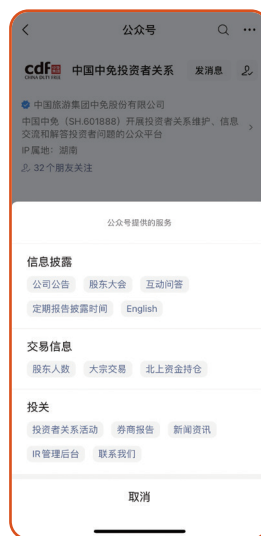 公众号
cdf
CHINA DUTY FREE
中国中免投资者关系
发消息
中国旅游集团中免股份有限公司
中国中免（SH.601888）开展投资者关系维护、信息
交流和解答投资者问题的公众平台
IP属地：湖南
32个朋友关注
公众号提供的服务
信息披露
公司公告 股东大会 互动问答
定期报告披露时间 English
交易信息
股东人数 大宗交易 北上资金持仓
投关
投资者关系活动 券商报告 新闻资讯
IR管理后台 联系我们
取消